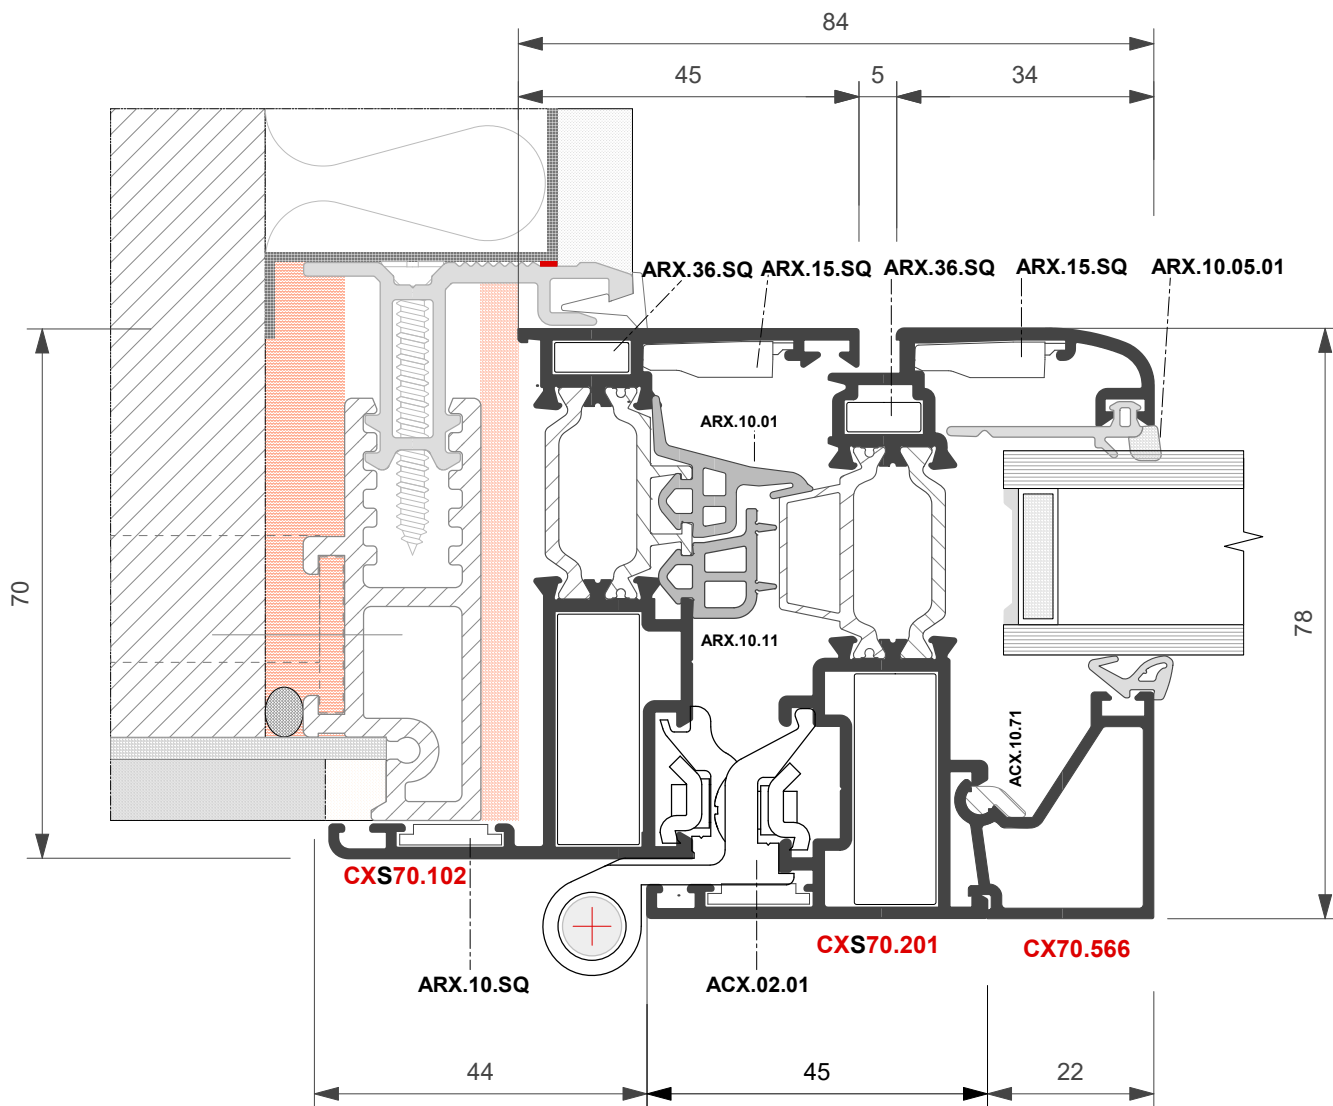 84
45 5 34
ARX.36.SQ ARX.15.SQ ARX.36.SQ ARX.15.SQ ARX.10.05.01
ARX.10.01
70
78
ARX.10.11
ACX.10.71
CXS70.102
CXS70.201 CX70.566
ARX.10.SQ ACX.02.01
44 45 22